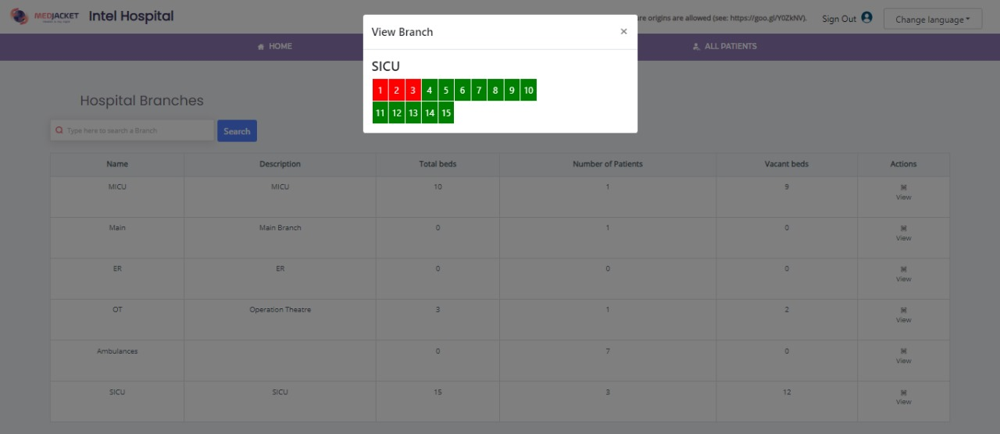 MEDJACKET Intel Hospital
ure origins are allowed (see: https://goo.gl/Y0ZkNV).
Sign Out
Change language
View Branch ×
HOME
ALL PATIENTS
SICU
1 2 3 4 5 6 7 8 9 10
11 12 13 14 15
Hospital Branches
Type here to search a Branch
Search
Name Description Total beds Number of Patients Vacant beds Actions
MICU MICU 10 1 9 View
Main Main Branch 0 1 0 View
ER ER 0 0 0 View
OT Operation Theatre 3 1 2 View
Ambulances 0 7 0 View
SICU SICU 15 3 12 View